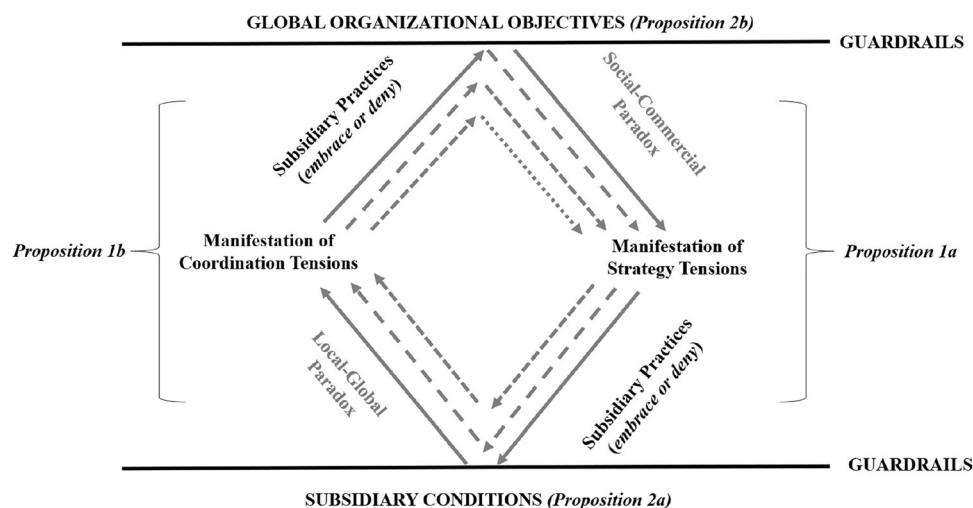 GLOBAL ORGANIZATIONAL OBJECTIVES (Proposition 2b)
GUARDRAILS
Subsidiary Practices
(embrace or deny)
Social-Commercial
Paradox
Proposition 1b
Manifestation of
Coordination Tensions
Manifestation of
Strategy Tensions
Proposition 1a
Local-Global
Paradox
Subsidiary Practices
(embrace or deny)
GUARDRAILS
SUBSIDIARY CONDITIONS (Proposition 2a)